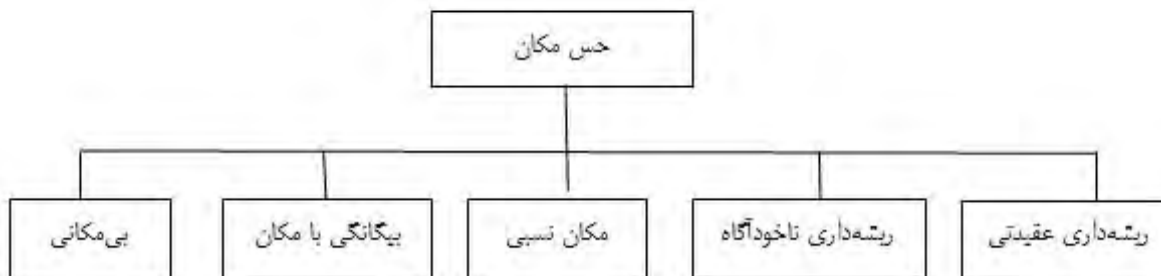 حس مکان
ریشه‌داری عقیدتی
ریشه‌داری ناخودآگاه
مکان نسبی
بیگانگی با مکان
بی‌مکانی